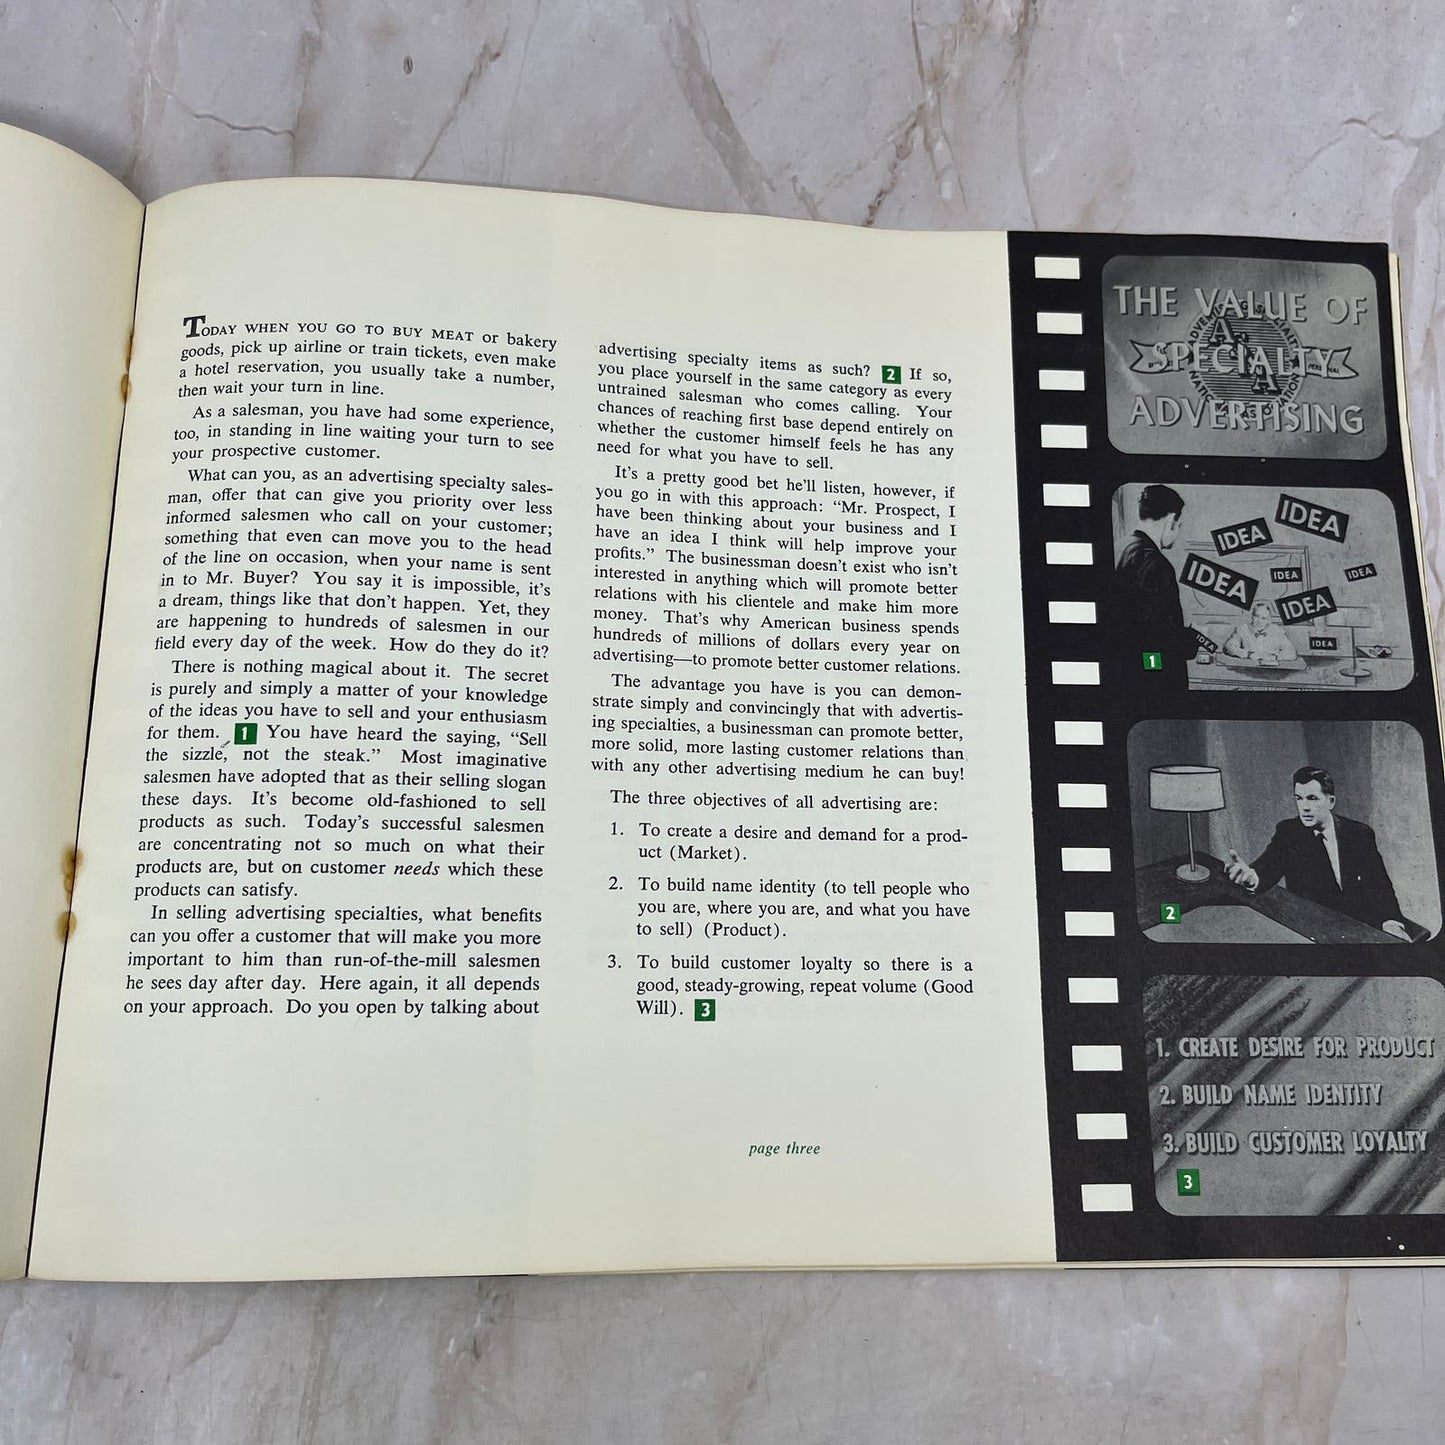 TODAY WHEN YOU GO TO BUY MEAT or bakery
goods, pick up airline or train tickets, even make
a hotel reservation, you usually take a number,
then wait your turn in line.
As a salesman, you have had some experience,
too, in standing in line waiting your turn to see
your prospective customer.
What can you, as an advertising specialty sales-
man, offer that can give you priority over less
informed salesmen who call on your customer;
something that even can move you to the head
of the line on occasion, when your name is sent
in to Mr. Buyer? You say it is impossible, it's
a dream, things like that don't happen. Yet, they
are happening to hundreds of salesmen in our
field every day of the week. How do they do it?
There is nothing magical about it. The secret
is purely and simply a matter of your knowledge
of the ideas you have to sell and your enthusiasm
for them. 1 You have heard the saying, "Sell
the sizzle, not the steak." Most imaginative
salesmen have adopted that as their selling slogan
these days. It's become old-fashioned to sell
products as such. Today's successful salesmen
are concentrating not so much on what their
products are, but on customer needs which these
products can satisfy.
In selling advertising specialties, what benefits
can you offer a customer that will make you more
important to him than run-of-the-mill salesmen
he sees day after day. Here again, it all depends
on your approach. Do you open by talking about
advertising specialty items as such? 2 If so,
you place yourself in the same category as every
untrained salesman who comes calling. Your
chances of reaching first base depend entirely on
whether the customer himself feels he has any
need for what you have to sell.
It's a pretty good bet he'll listen, however, if
you go in with this approach: "Mr. Prospect, I
have been thinking about your business and I
have an idea I think will help improve your
profits." The businessman doesn't exist who isn't
interested in anything which will promote better
relations with his clientele and make him more
money. That's why American business spends
hundreds of millions of dollars every year on
advertising—to promote better customer relations.
The advantage you have is you can demon-
strate simply and convincingly that with advertis-
ing specialties, a businessman can promote better,
more solid, more lasting customer relations than
with any other advertising medium he can buy!
The three objectives of all advertising are:
1. To create a desire and demand for a prod-
uct (Market).
2. To build name identity (to tell people who
you are, where you are, and what you have
to sell) (Product).
3. To build customer loyalty so there is a
good, steady-growing, repeat volume (Good
Will). 3
page three
THE VALUE OF
SPECIALTY
ADVERTISING
IDEA
IDEA
IDEA
IDEA
IDEA
IDEA
IDEA
IDEA
1
2
1. CREATE DESIRE FOR PRODUCT
2. BUILD NAME IDENTITY
3. BUILD CUSTOMER LOYALTY
3